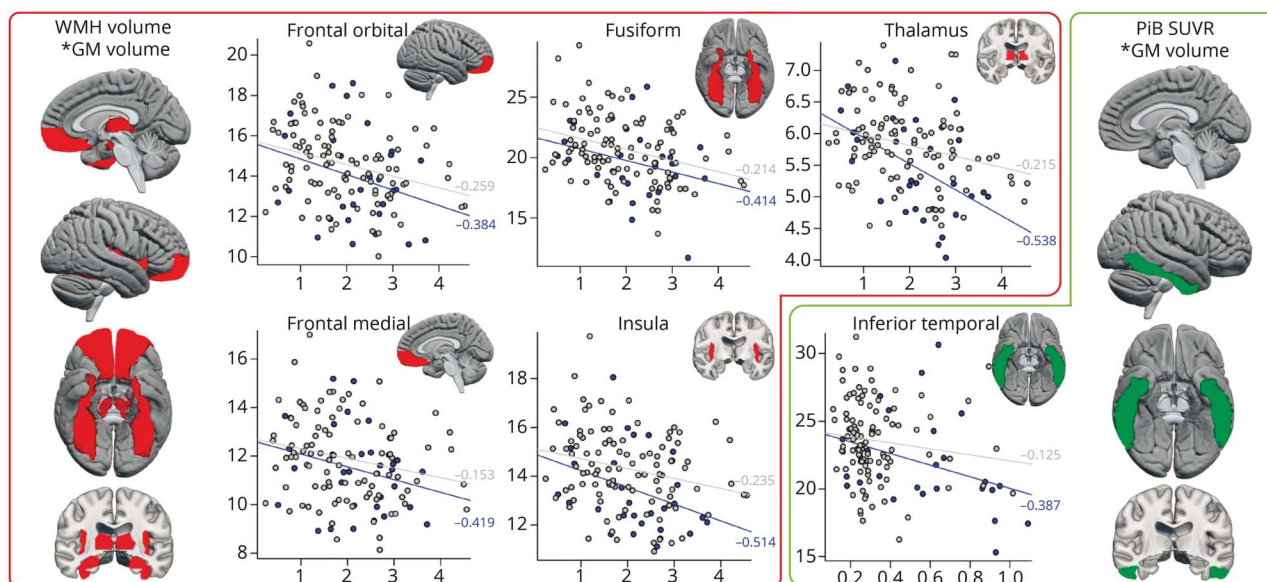 WMH volume
*GM volume
Frontal orbital
20
18
16
14
12
10
1 2 3 4
−0.259
−0.384
Fusiform
25
20
15
1 2 3 4
−0.214
−0.414
Thalamus
7.0
6.5
6.0
5.5
5.0
4.5
4.0
1 2 3 4
−0.215
−0.538
PiB SUVR
*GM volume
Frontal medial
16
14
12
10
8
1 2 3 4
−0.153
−0.419
Insula
18
16
14
12
1 2 3 4
−0.235
−0.514
Inferior temporal
30
25
20
15
0.2 0.4 0.6 0.8 1.0
−0.125
−0.387